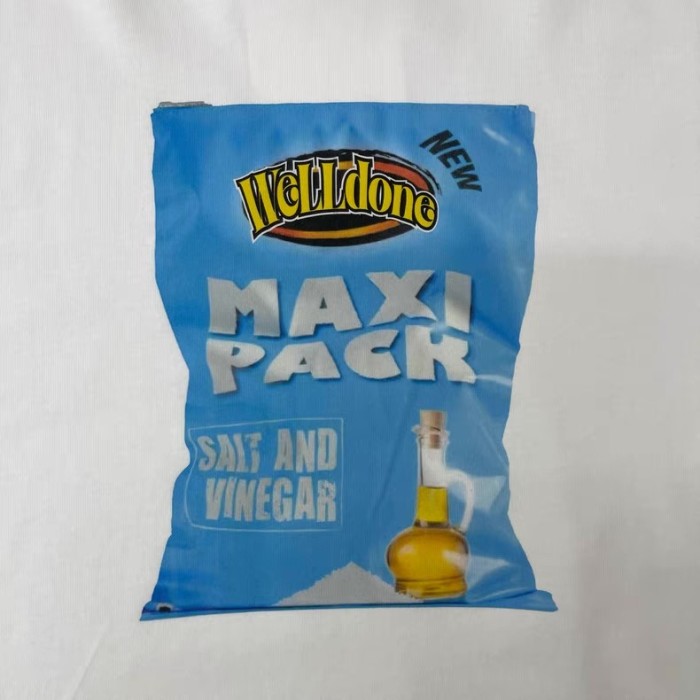 NEW
WeLLdone
MAXI
PACK
SALT AND
VINEGAR